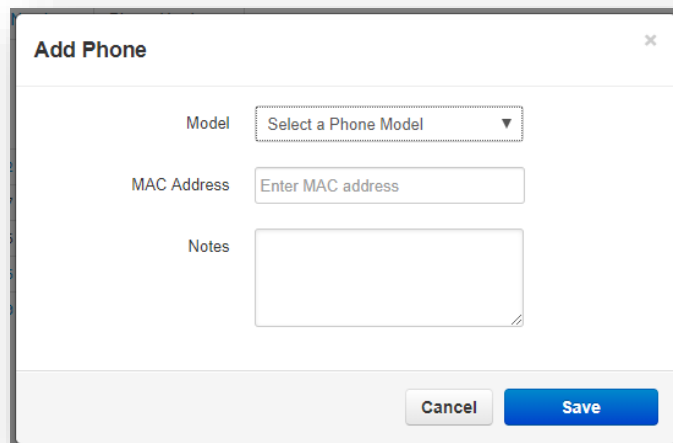 Add Phone
×
Model
Select a Phone Model ▼
MAC Address
Enter MAC address
Notes
Cancel
Save